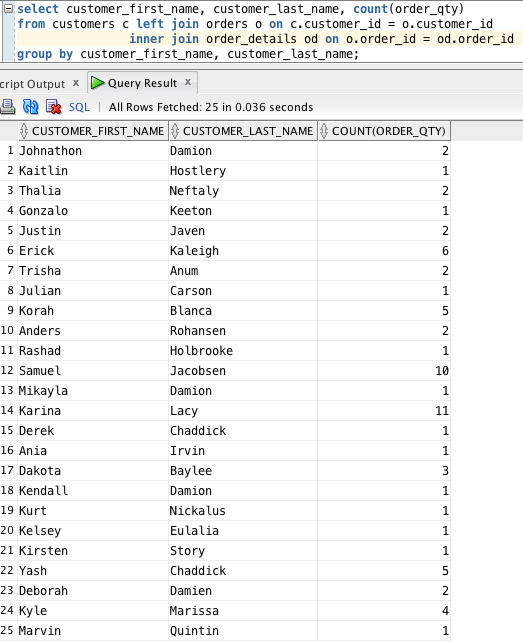 select customer_first_name, customer_last_name, count(order_qty)
from customers c left join orders o on c.customer_id = o.customer_id
inner join order_details od on o.order_id = od.order_id
group by customer_first_name, customer_last_name;
cript Output x Query Result x
SQL | All Rows Fetched: 25 in 0.036 seconds
CUSTOMER_FIRST_NAME CUSTOMER_LAST_NAME COUNT(ORDER_QTY)
1 Johnathon Damion 2
2 Kaitlin Hostlery 1
3 Thalia Neftaly 2
4 Gonzalo Keeton 1
5 Justin Javen 2
6 Erick Kaleigh 6
7 Trisha Anum 2
8 Julian Carson 1
9 Korah Blanca 5
10 Anders Rohansen 2
11 Rashad Holbrooke 1
12 Samuel Jacobsen 10
13 Mikayla Damion 1
14 Karina Lacy 11
15 Derek Chaddick 1
16 Ania Irvin 1
17 Dakota Baylee 3
18 Kendall Damion 1
19 Kurt Nickalus 1
20 Kelsey Eulalia 1
21 Kirsten Story 1
22 Yash Chaddick 5
23 Deborah Damien 2
24 Kyle Marissa 4
25 Marvin Quintin 1